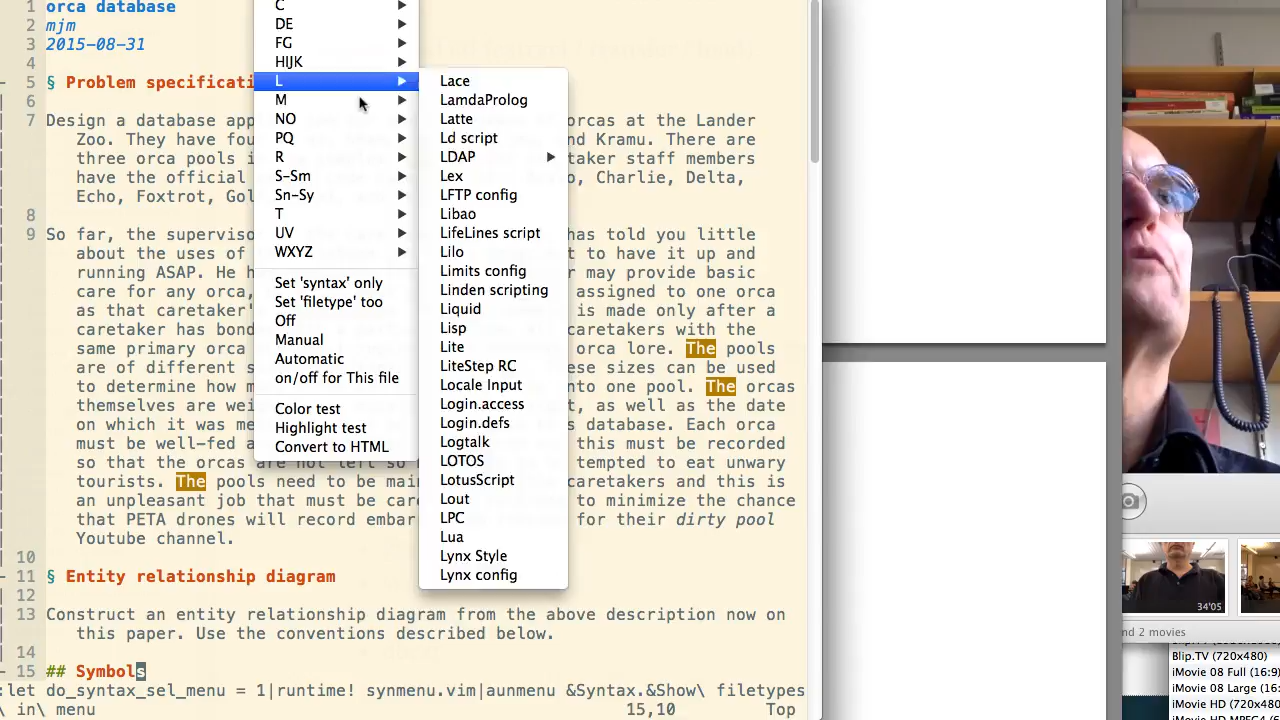 1 orca database
2 mjm
3 2015-08-31
5 § Problem specificati
6
7 Design a database app orcas at the Lander
Zoo. They have fou nd Kramu. There are
three orca pools i taker staff members
have the official Charlie, Delta,
Echo, Foxtrot, Gol
8
9 So far, the superviso has told you little
about the uses of to have it up and
running ASAP. He h r may provide basic
care for any orca, assigned to one orca
as that caretaker' is made only after a
caretaker has bond caretakers with the
same primary orca orca lore. The pools
are of different s ese sizes can be used
to determine how m into one pool. The orcas
themselves are wei t, as well as the date
on which it was me s database. Each orca
must be well-fed a this must be recorded
so that the orcas are not left so to be tempted to eat unwary
tourists. The pools need to be mai caretakers and this is
an unpleasant job that must be car to minimize the chance
that PETA drones will record embar for their dirty pool
Youtube channel.
10
11 § Entity relationship diagram
12
13 Construct an entity relationship diagram from the above description now on
this paper. Use the conventions described below.
14
15 ## Symbols
:let do_syntax_sel_menu = 1|runtime! synmenu.vim|aunmenu &Syntax.&Show\ filetypes
\ in\ menu 15,10 Top
C
DE
FG
HIJK
L
M
NO
PQ
R
S-Sm
Sn-Sy
T
UV
WXYZ
Set 'syntax' only
Set 'filetype' too
Off
Manual
Automatic
on/off for This file
Color test
Highlight test
Convert to HTML
Lace
LamdaProlog
Latte
Ld script
LDAP
Lex
LFTP config
Libao
LifeLines script
Lilo
Limits config
Linden scripting
Liquid
Lisp
Lite
LiteStep RC
Locale Input
Login.access
Login.defs
Logtalk
LOTOS
LotusScript
Lout
LPC
Lua
Lynx Style
Lynx config
34'05
nd 2 movies
Blip.TV (720x480)
iMovie 08 Full (16:9)
iMovie 08 Large (16:
iMovie HD (720x480